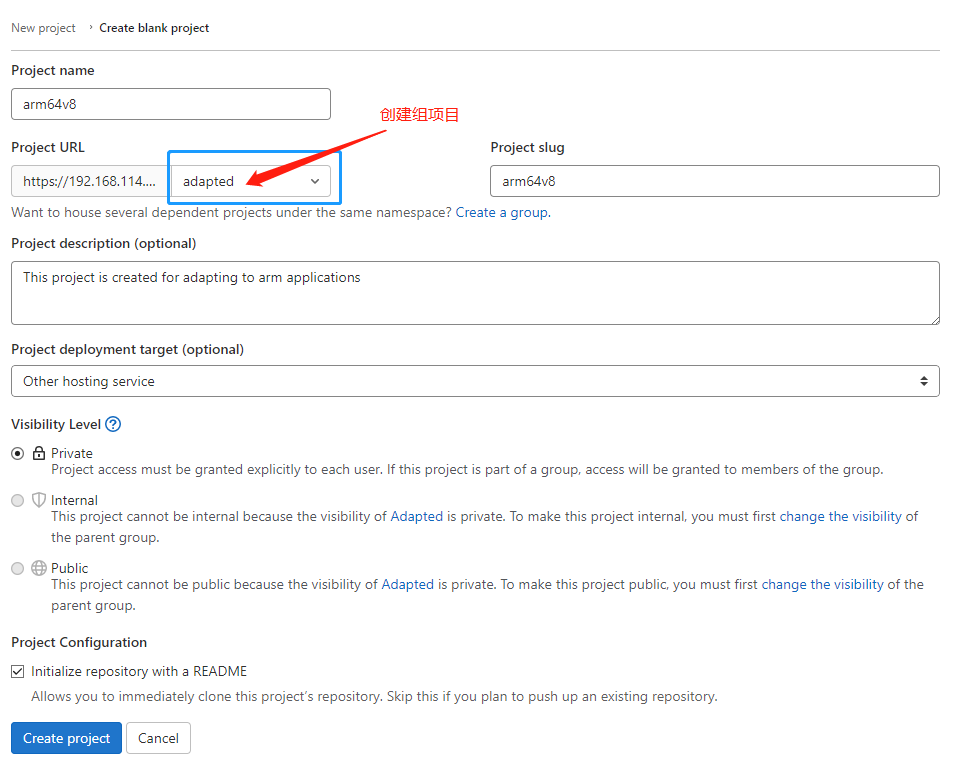 New project › Create blank project
Project name
arm64v8
创建组项目
Project URL
Project slug
https://192.168.114.... adapted
arm64v8
Want to house several dependent projects under the same namespace? Create a group.
Project description (optional)
This project is created for adapting to arm applications
Project deployment target (optional)
Other hosting service
Visibility Level ?
Private
Project access must be granted explicitly to each user. If this project is part of a group, access will be granted to members of the group.
Internal
This project cannot be internal because the visibility of Adapted is private. To make this project internal, you must first change the visibility of
the parent group.
Public
This project cannot be public because the visibility of Adapted is private. To make this project public, you must first change the visibility of the
parent group.
Project Configuration
Initialize repository with a README
Allows you to immediately clone this project's repository. Skip this if you plan to push up an existing repository.
Create project Cancel